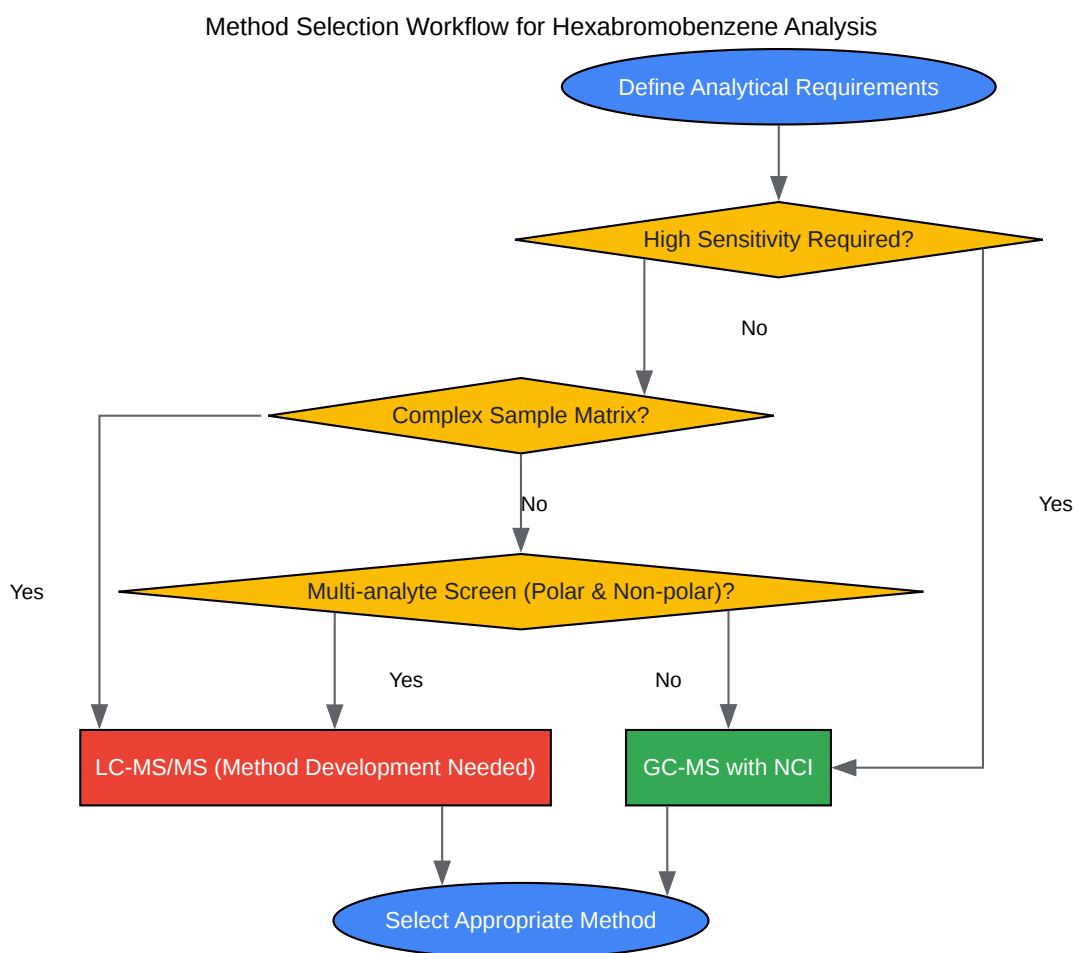 Method Selection Workflow for Hexabromobenzene Analysis
Define Analytical Requirements
High Sensitivity Required?
No
Complex Sample Matrix?
No
Yes
Multi-analyte Screen (Polar & Non-polar)?
Yes
Yes
No
LC-MS/MS (Method Development Needed)
GC-MS with NCI
Select Appropriate Method